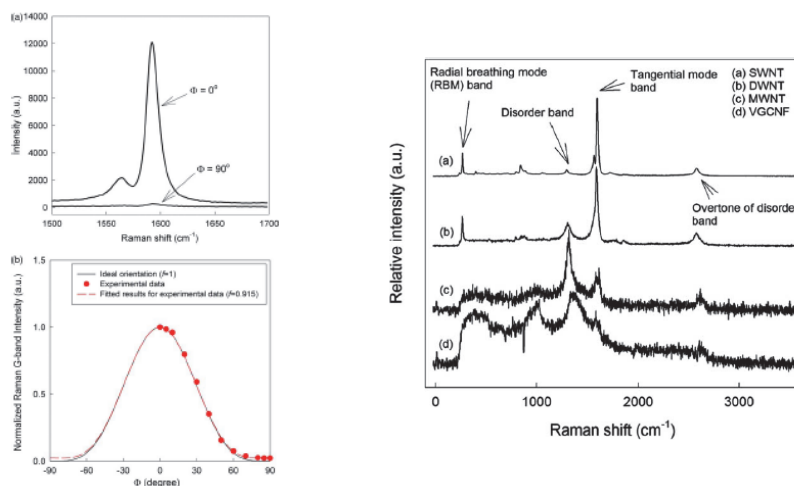 (a)
14000
12000
10000
8000
6000
4000
2000
0
Intensity (a.u.)
Φ = 0°
Φ = 90°
1500 1550 1600 1650 1700
Raman shift (cm⁻¹)
(b)
1.5
1.0
0.5
0.0
Normalized Raman G-band Intensity (a.u.)
Ideal orientation (f=1)
Experimental data
Fitted results for experimental data (f=0.915)
-90 -60 -30 0 30 60 90
Φ (degree)
Relative intensity (a.u.)
Radial breathing mode
(RBM) band
Disorder band
Tangential mode
band
(a) SWNT
(b) DWNT
(c) MWNT
(d) VGCNF
(a)
Overtone of disorde
band
(b)
(c)
(d)
0 1000 2000 3000
Raman shift (cm⁻¹)